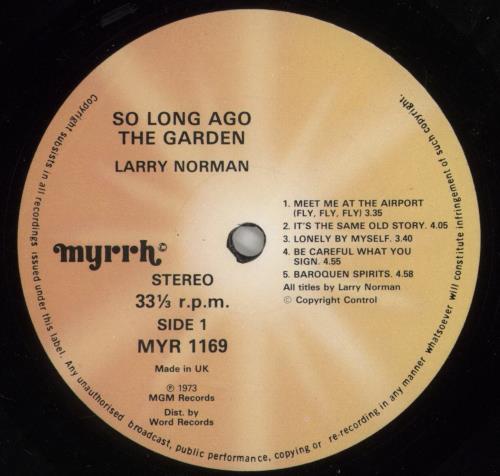 SO LONG AGO
THE GARDEN
LARRY NORMAN
myrrh©
STEREO
33⅓ r.p.m.
SIDE 1
MYR 1169
Made in UK
℗ 1973
MGM Records
Dist. by
Word Records
1. MEET ME AT THE AIRPORT
(FLY, FLY, FLY) 3.35
2. IT'S THE SAME OLD STORY. 4.05
3. LONELY BY MYSELF. 3.40
4. BE CAREFUL WHAT YOU
SIGN. 4.55
5. BAROQUEN SPIRITS. 4.58
All titles by Larry Norman
© Copyright Control
Copyright subsists in all recordings issued under this label. Any unauthorised broadcast, public performance, copying or re-recording in any manner whatsoever will constitute infringement of such copyright.